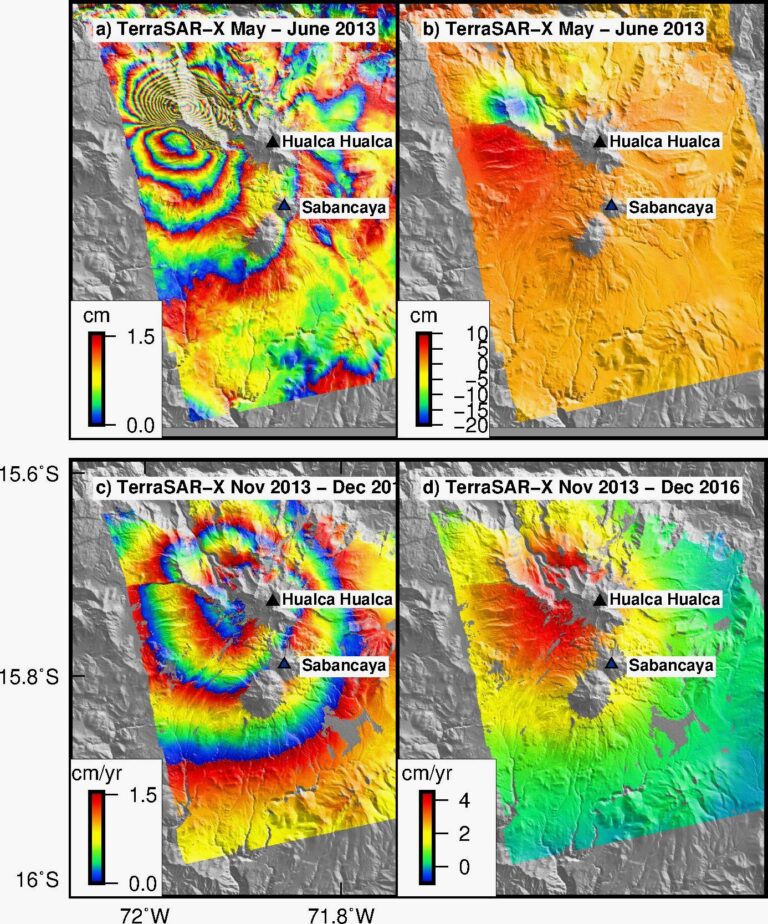 a) TerraSAR–X May – June 2013
b) TerraSAR–X May – June 2013
Hualca Hualca
Hualca Hualca
Sabancaya
Sabancaya
cm
1.5
0.0
cm
10
5
0
−5
−10
−15
−20
15.6°S
c) TerraSAR–X Nov 2013 – Dec 201
d) TerraSAR–X Nov 2013 – Dec 2016
Hualca Hualca
Hualca Hualca
Sabancaya
Sabancaya
15.8°S
cm/yr
1.5
0.0
cm/yr
4
2
0
16°S
72°W
71.8°W